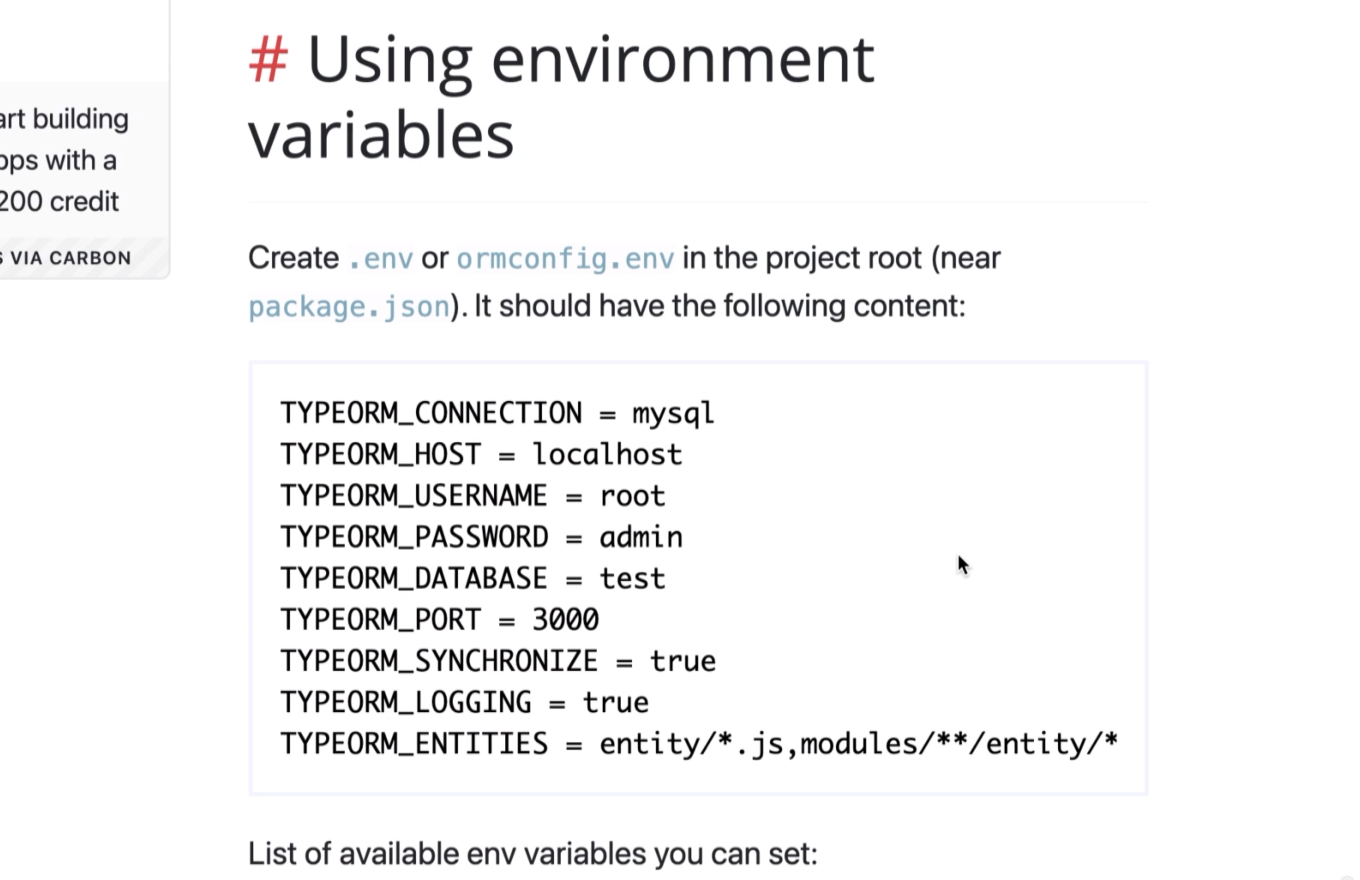 # Using environment
variables
art building
ops with a
200 credit
VIA CARBON
Create .env or ormconfig.env in the project root (near
package.json). It should have the following content:
TYPEORM_CONNECTION = mysql
TYPEORM_HOST = localhost
TYPEORM_USERNAME = root
TYPEORM_PASSWORD = admin
TYPEORM_DATABASE = test
TYPEORM_PORT = 3000
TYPEORM_SYNCHRONIZE = true
TYPEORM_LOGGING = true
TYPEORM_ENTITIES = entity/*.js,modules/**/entity/*
List of available env variables you can set: